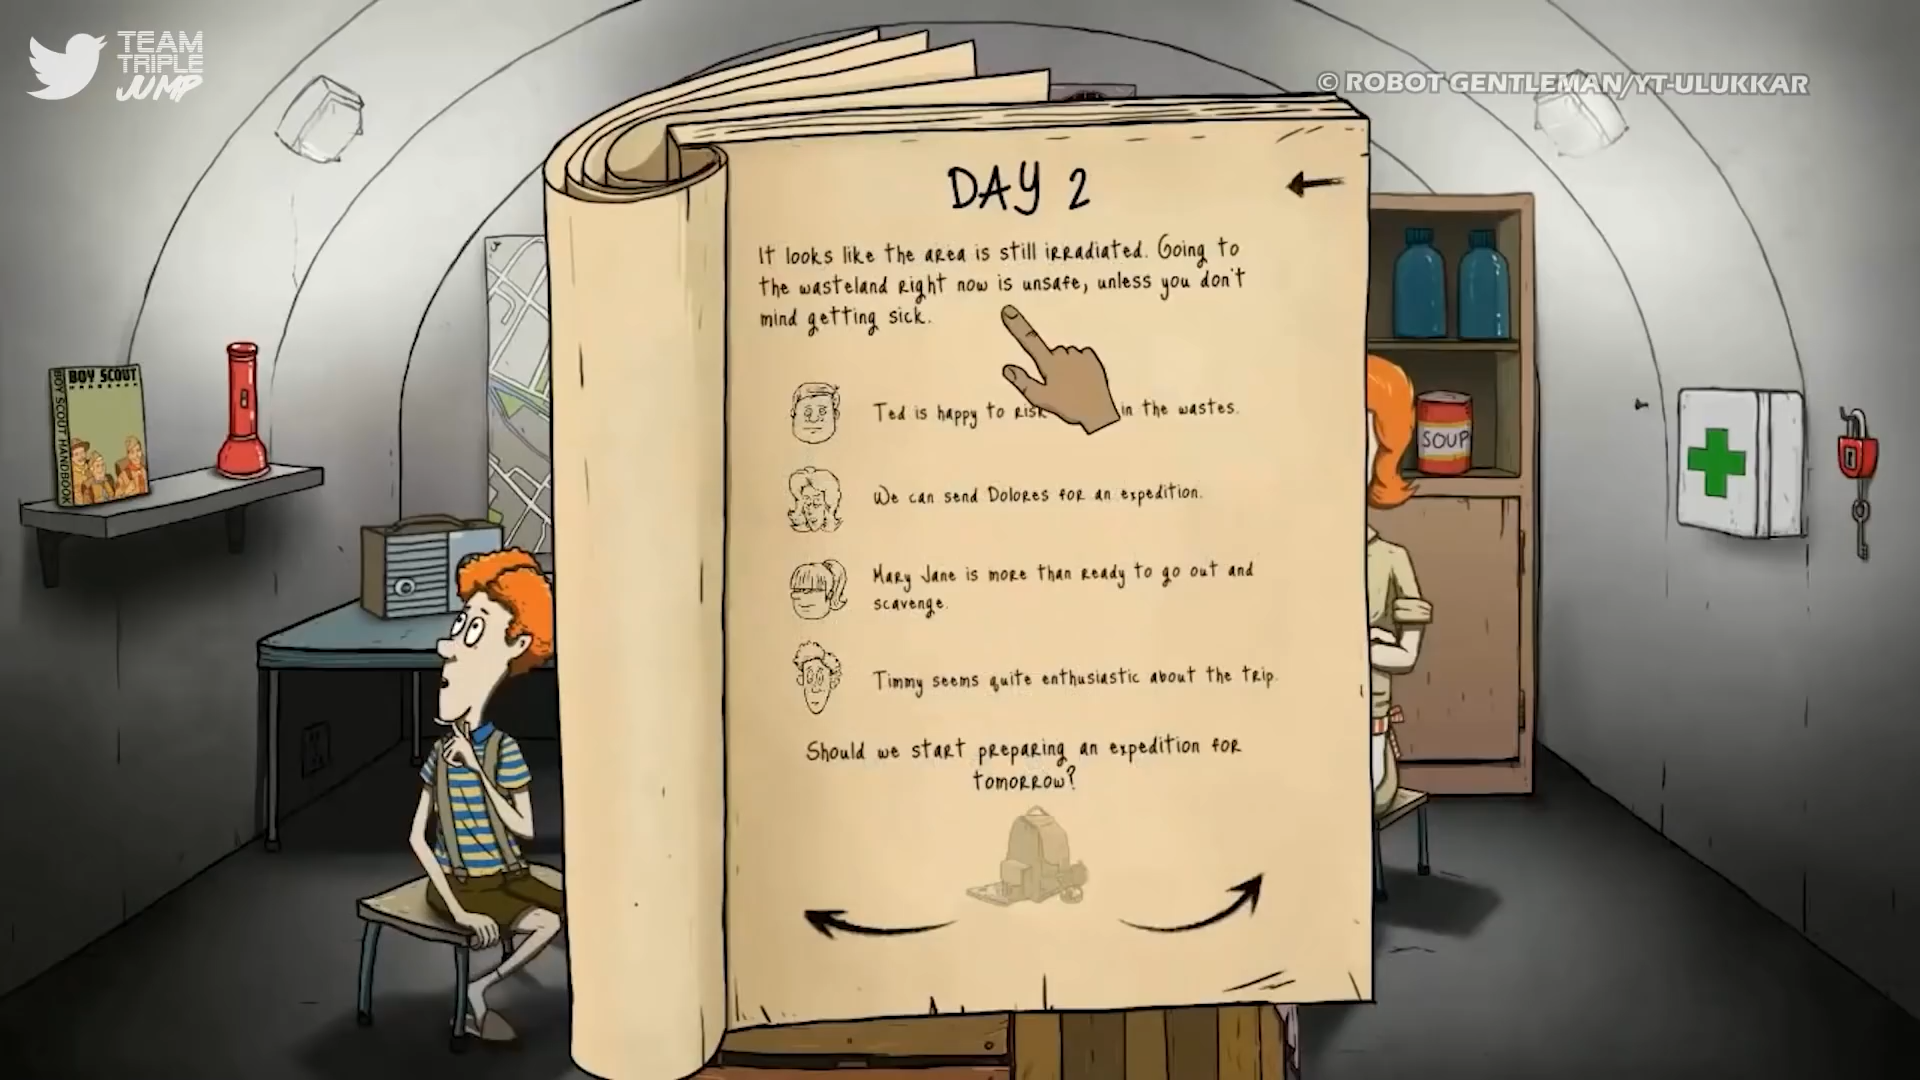 TEAM
TRIPLE
JUMP
© ROBOT GENTLEMAN/YT-ULUKKAR
DAY 2
It looks like the area is still irradiated. Going to
the wasteland right now is unsafe, unless you don't
mind getting sick.
Ted is happy to risk in the wastes.
We can send Dolores for an expedition.
Mary Jane is more than ready to go out and
scavenge.
Timmy seems quite enthusiastic about the trip.
Should we start preparing an expedition for
tomorrow?
BOY SCOUT
BOY SCOUT HANDBOOK
SOUP